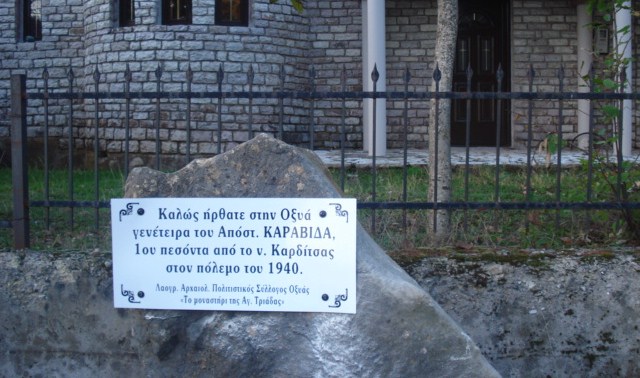 Καλώς ήρθατε στην Οξυά
γενέτειρα του Απόστ. ΚΑΡΑΒΙΔΑ,
1ου πεσόντα από το ν. Καρδίτσας
στον πόλεμο του 1940.
Λαογρ. Αρχαιολ. Πολιτιστικός Σύλλογος Οξυάς
«Το μοναστήρι της Αγ. Τριάδας»